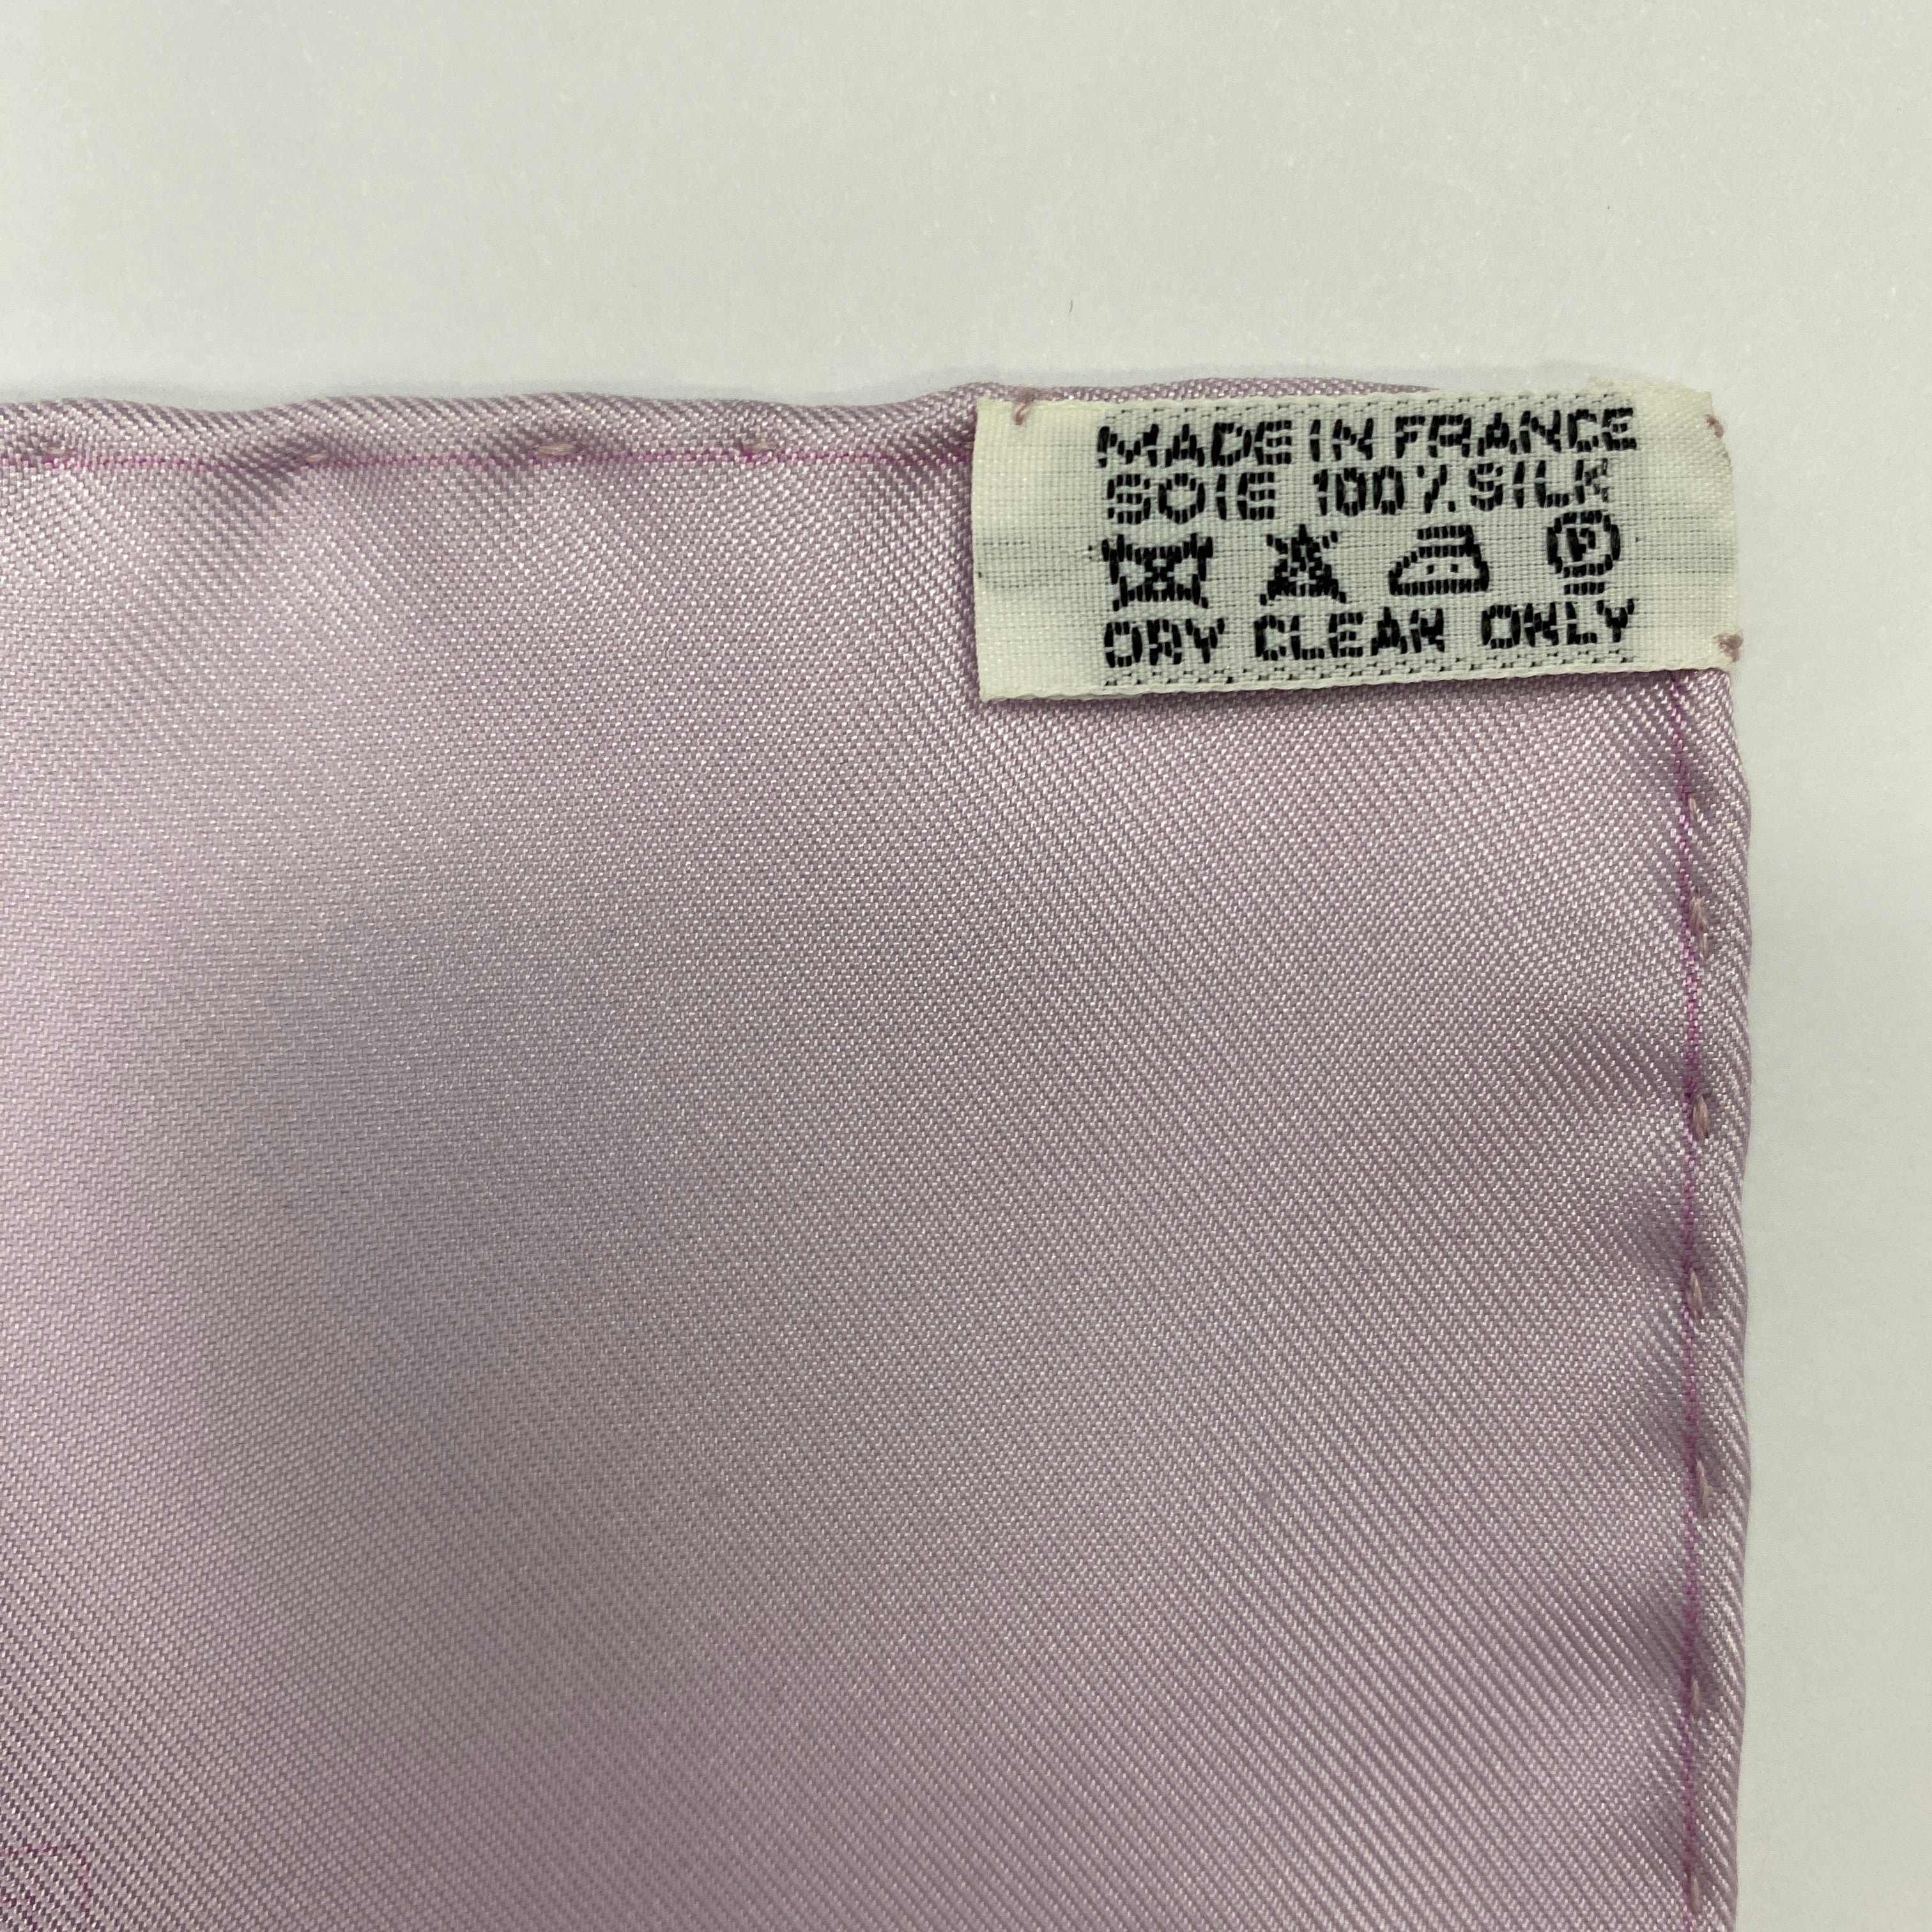 MADE IN FRANCE
SOIE 100% SILK
P
DRY CLEAN ONLY